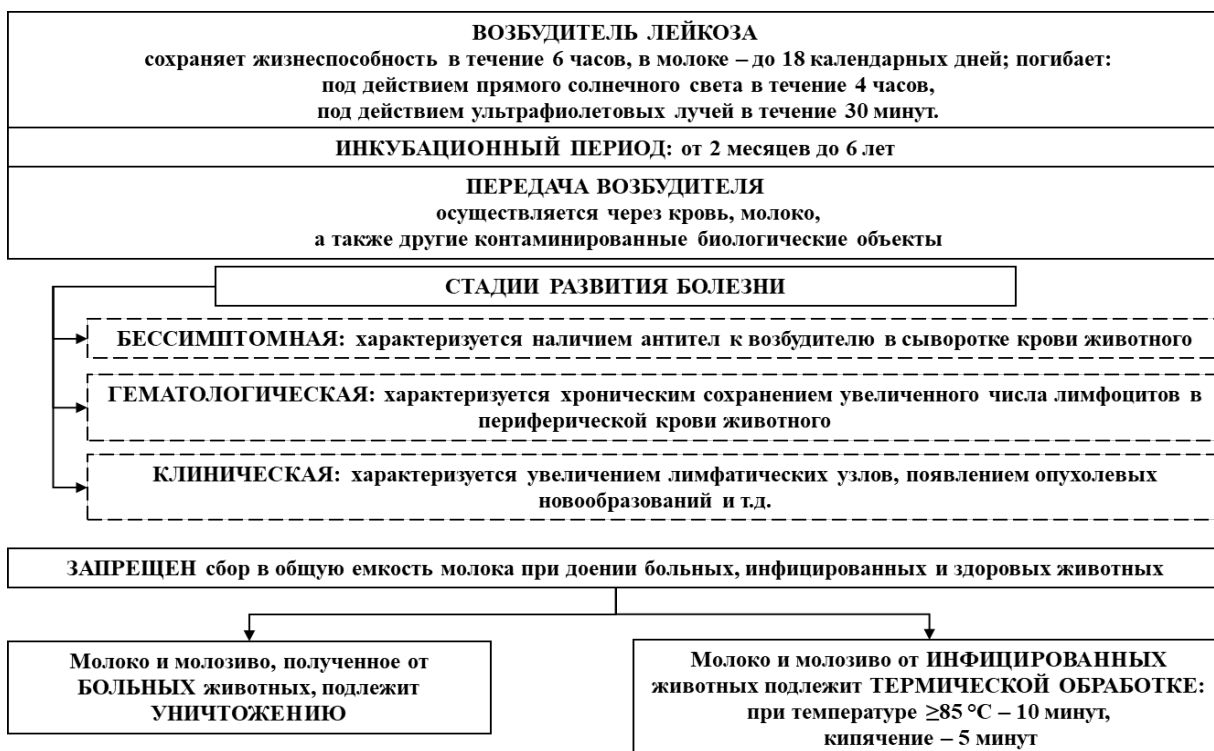 ВОЗБУДИТЕЛЬ ЛЕЙКОЗА
сохраняет жизнеспособность в течение 6 часов, в молоке – до 18 календарных дней; погибает:
под действием прямого солнечного света в течение 4 часов,
под действием ультрафиолетовых лучей в течение 30 минут.
ИНКУБАЦИОННЫЙ ПЕРИОД: от 2 месяцев до 6 лет
ПЕРЕДАЧА ВОЗБУДИТЕЛЯ
осуществляется через кровь, молоко,
а также другие контаминированные биологические объекты
СТАДИИ РАЗВИТИЯ БОЛЕЗНИ
БЕССИМПТОМНАЯ: характеризуется наличием антител к возбудителю в сыворотке крови животного
ГЕМАТОЛОГИЧЕСКАЯ: характеризуется хроническим сохранением увеличенного числа лимфоцитов в
периферической крови животного
КЛИНИЧЕСКАЯ: характеризуется увеличением лимфатических узлов, появлением опухолевых
новообразований и т.д.
ЗАПРЕЩЕН сбор в общую емкость молока при доении больных, инфицированных и здоровых животных
Молоко и молозиво, полученное от
БОЛЬНЫХ животных, подлежит
УНИЧТОЖЕНИЮ
Молоко и молозиво от ИНФИЦИРОВАННЫХ
животных подлежит ТЕРМИЧЕСКОЙ ОБРАБОТКЕ:
при температуре ≥85 °С – 10 минут,
кипячение – 5 минут